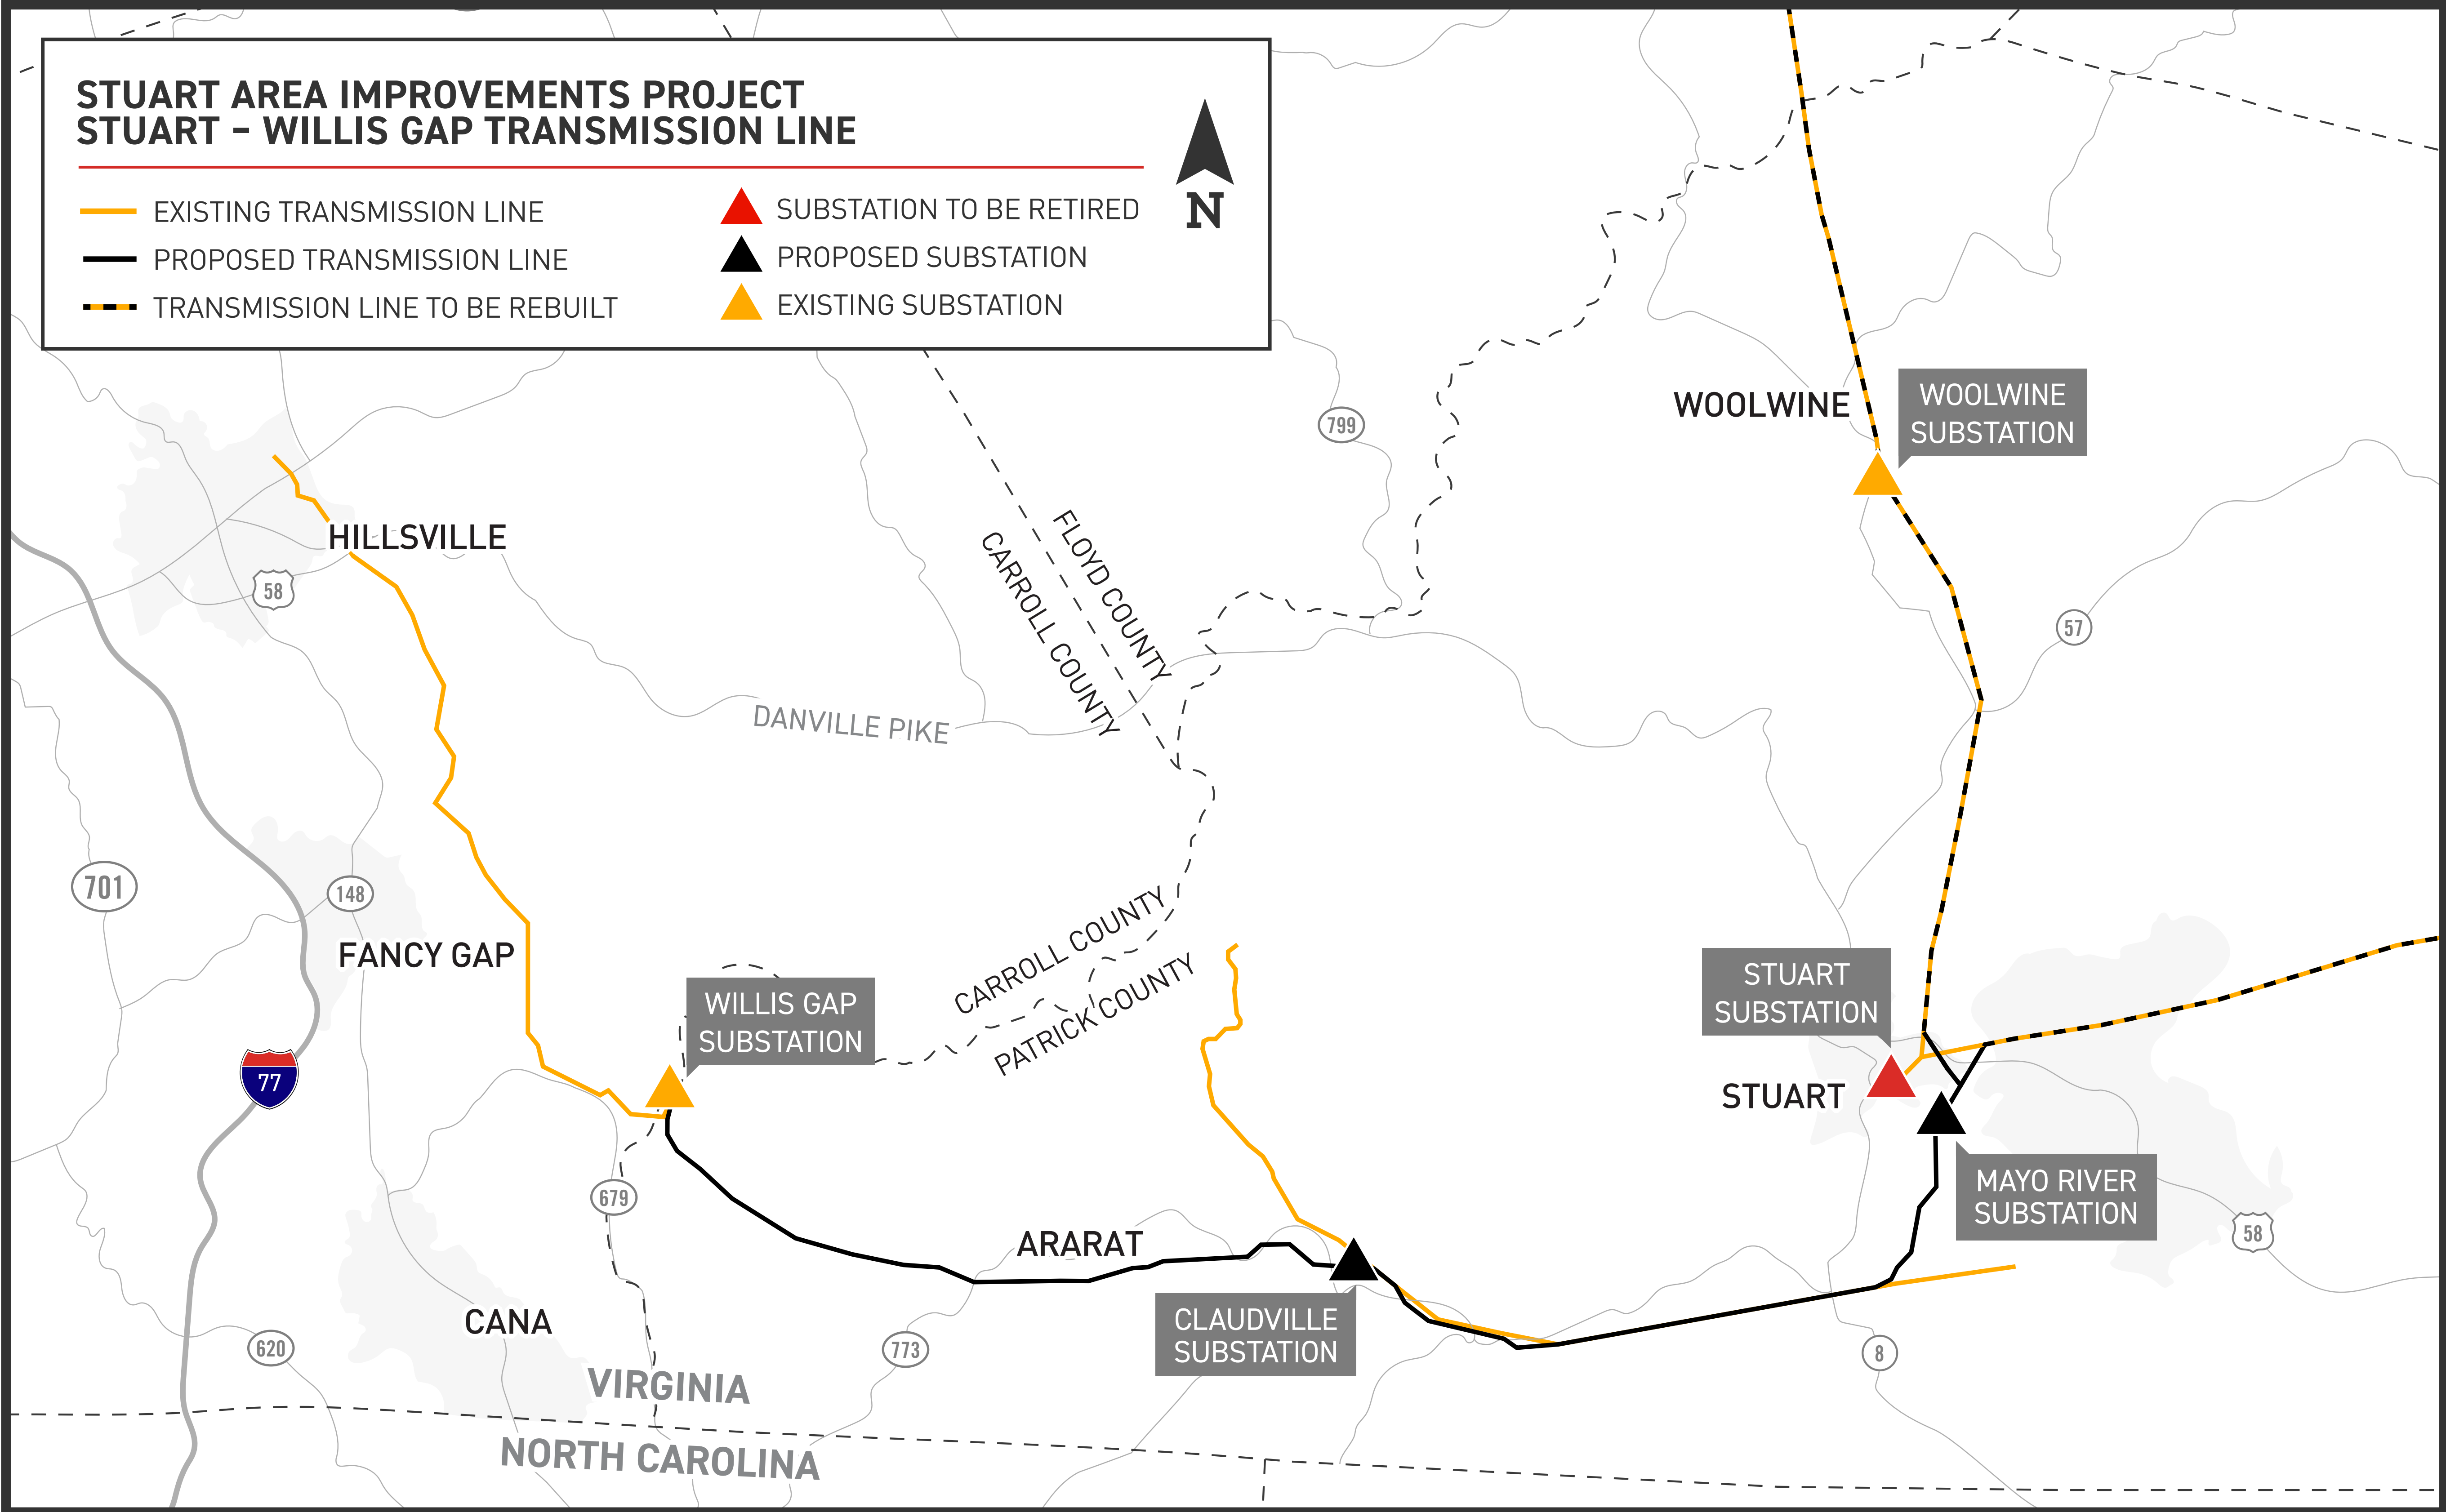 STUART AREA IMPROVEMENTS PROJECT
STUART – WILLIS GAP TRANSMISSION LINE
EXISTING TRANSMISSION LINE
PROPOSED TRANSMISSION LINE
TRANSMISSION LINE TO BE REBUILT
SUBSTATION TO BE RETIRED
PROPOSED SUBSTATION
EXISTING SUBSTATION
N
799
WOOLWINE
WOOLWINE
SUBSTATION
HILLSVILLE
58
FLOYD COUNTY
CARROLL COUNTY
57
DANVILLE PIKE
701
148
FANCY GAP
CARROLL COUNTY
PATRICK COUNTY
WILLIS GAP
SUBSTATION
STUART
SUBSTATION
77
STUART
MAYO RIVER
SUBSTATION
679
58
ARARAT
CLAUDVILLE
SUBSTATION
CANA
620
773
8
VIRGINIA
NORTH CAROLINA